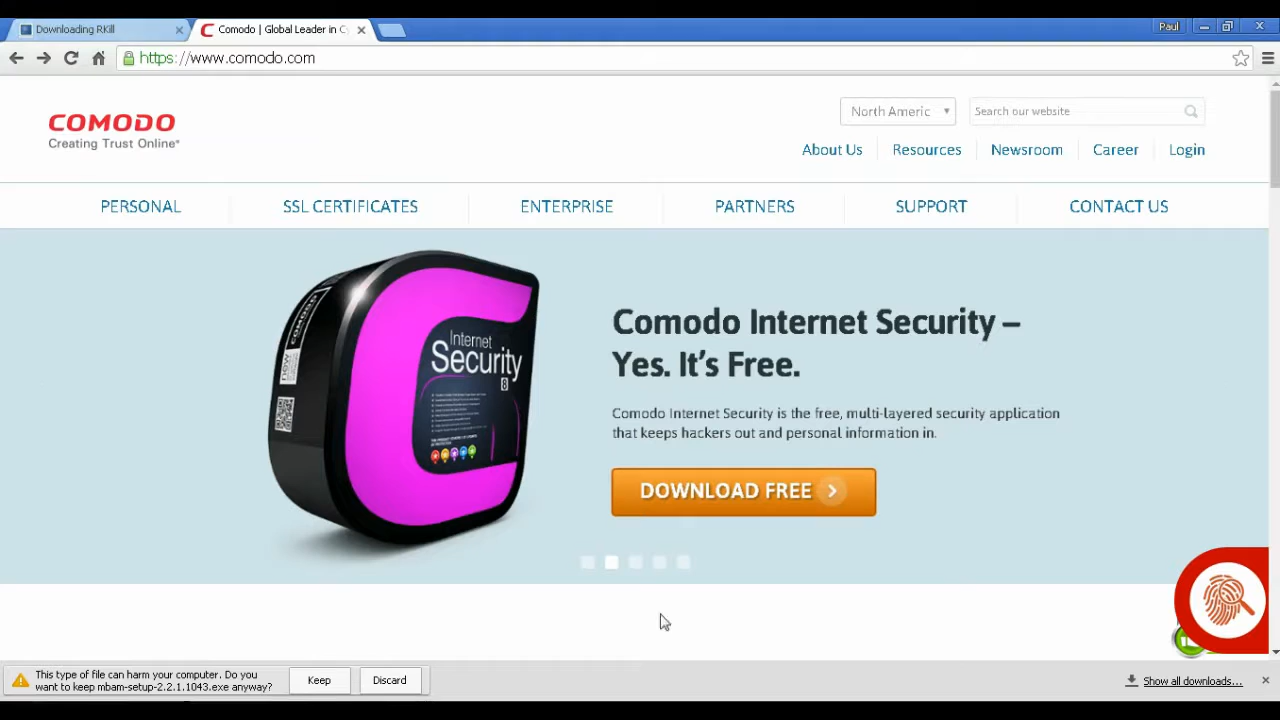 Downloading RKill
Comodo | Global Leader in C
Paul
https://www.comodo.com
COMODO
Creating Trust Online®
North Americ
Search our website
About Us
Resources
Newsroom
Career
Login
PERSONAL
SSL CERTIFICATES
ENTERPRISE
PARTNERS
SUPPORT
CONTACT US
COMODO
Internet
Security
8
Comodo Internet Security –
Yes. It's Free.
Comodo Internet Security is the free, multi-layered security application
that keeps hackers out and personal information in.
DOWNLOAD FREE
This type of file can harm your computer. Do you
want to keep mbam-setup-2.2.1.1043.exe anyway?
Keep
Discard
Show all downloads...